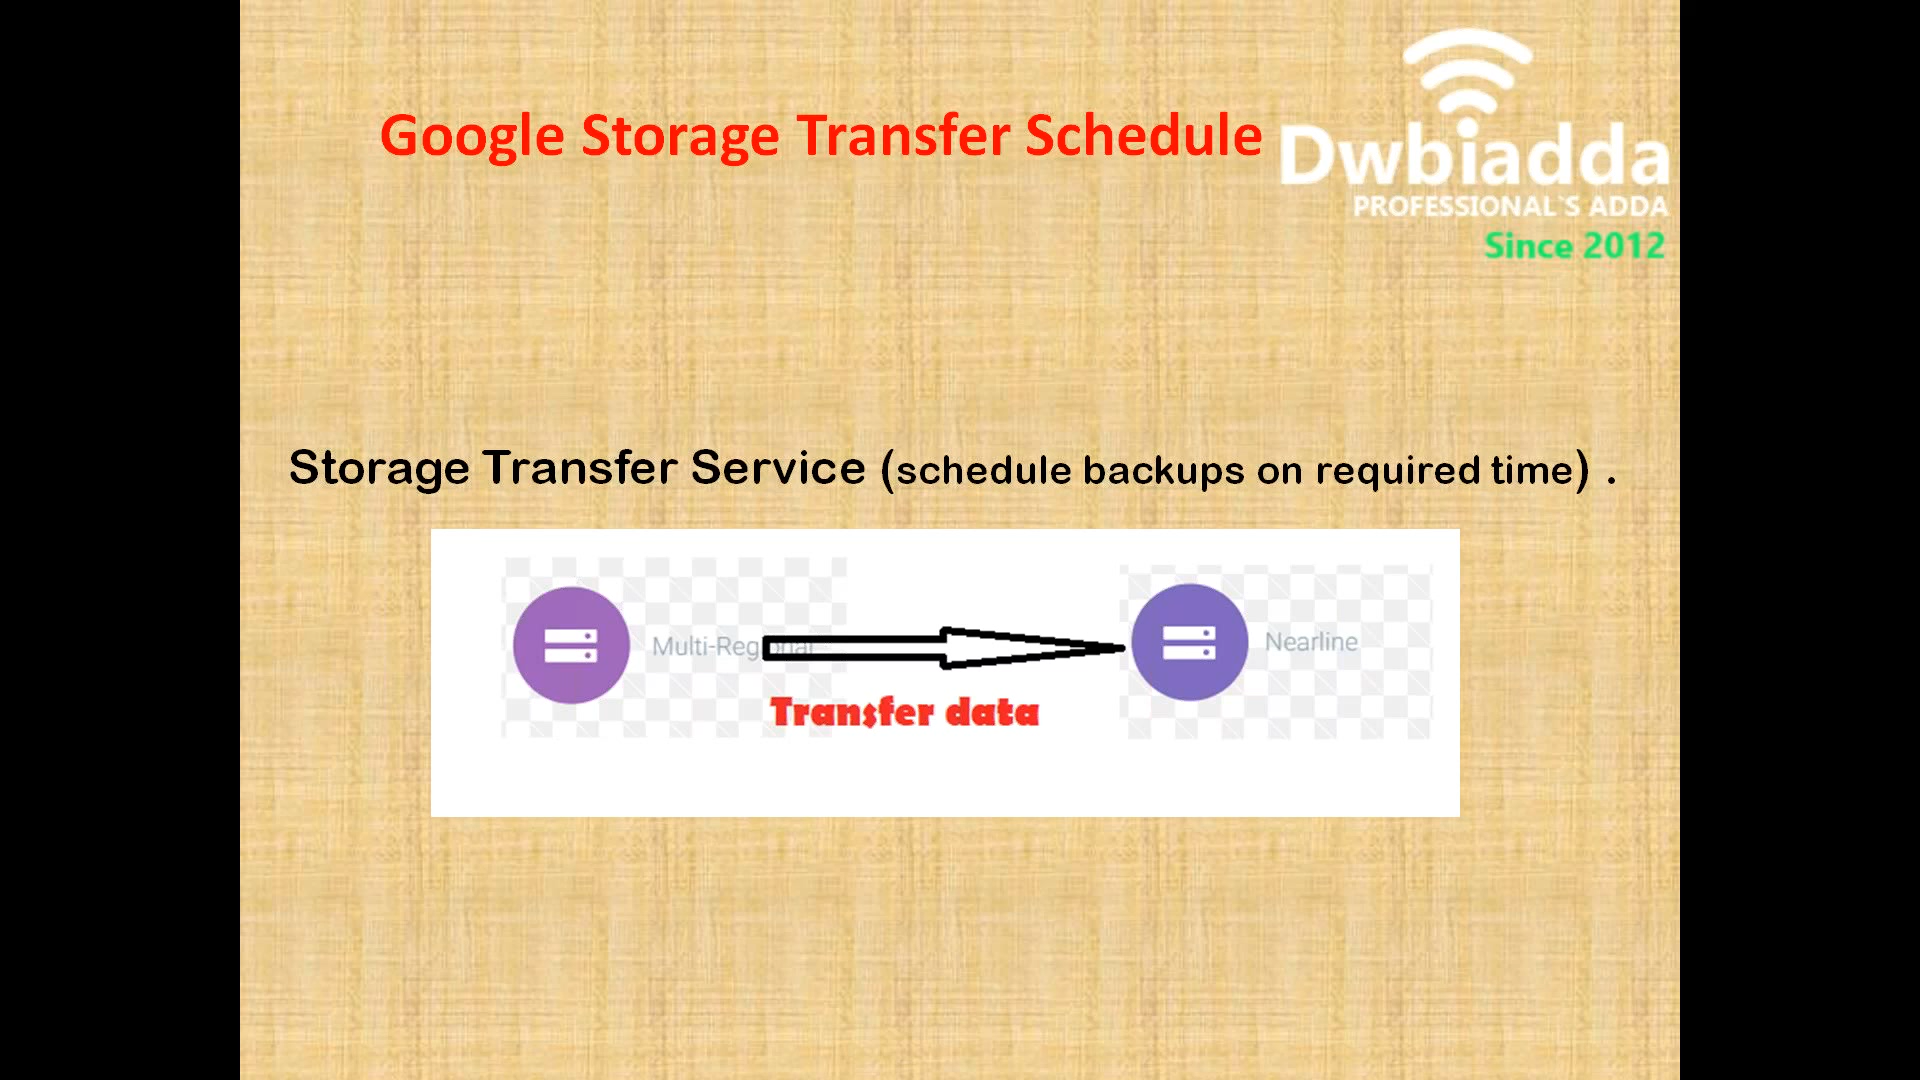 Google Storage Transfer Schedule
Dwbiadda
PROFESSIONAL`S ADDA
Since 2012
Storage Transfer Service (schedule backups on required time) .
Multi-Regional
Nearline
Transfer data